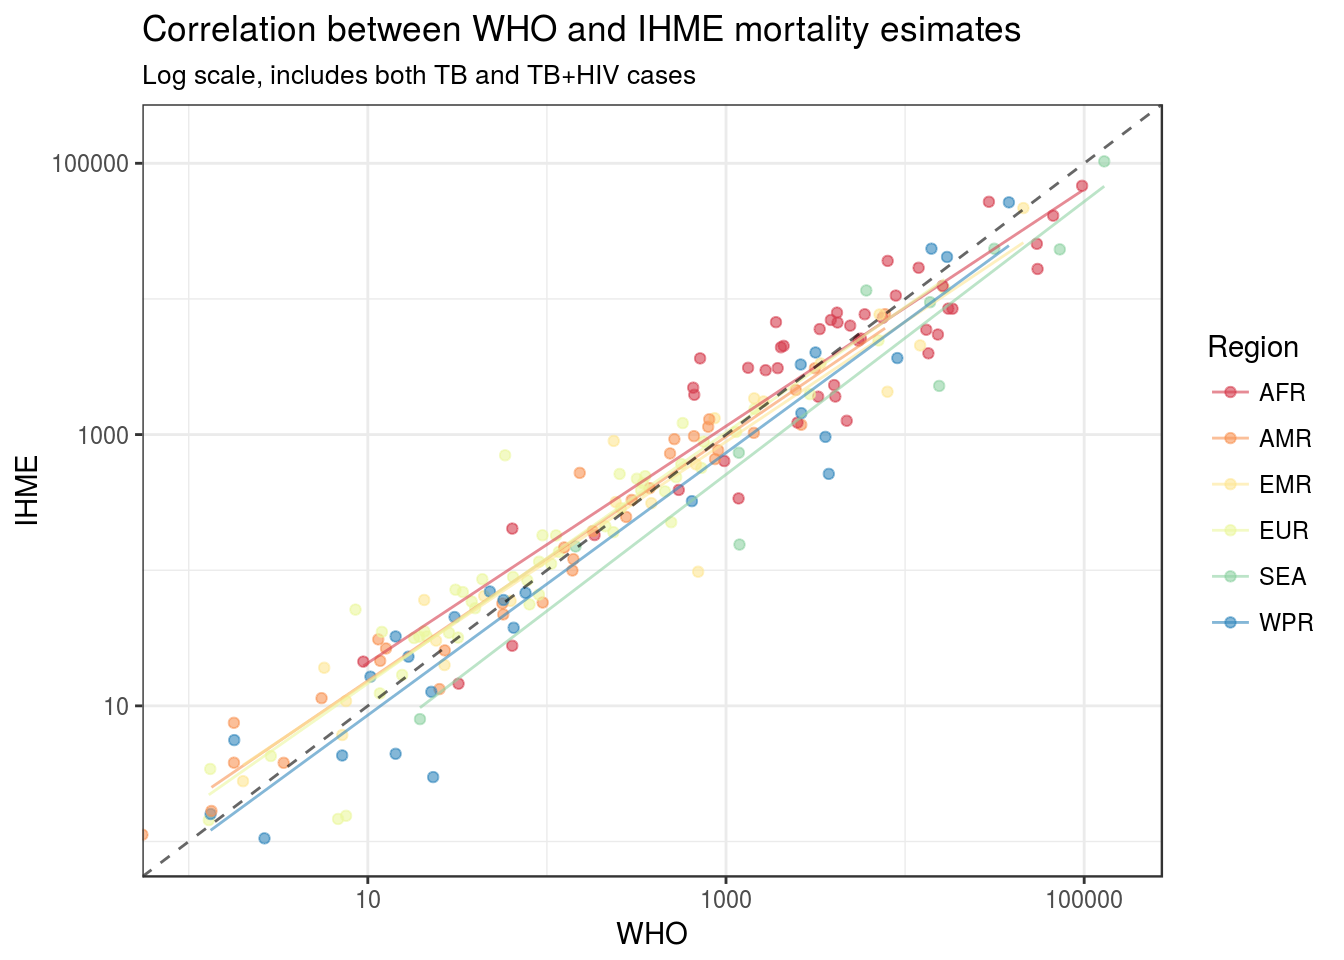 Correlation between WHO and IHME mortality esimates
Log scale, includes both TB and TB+HIV cases
100000
1000
10
IHME
10
1000
100000
WHO
Region
AFR
AMR
EMR
EUR
SEA
WPR